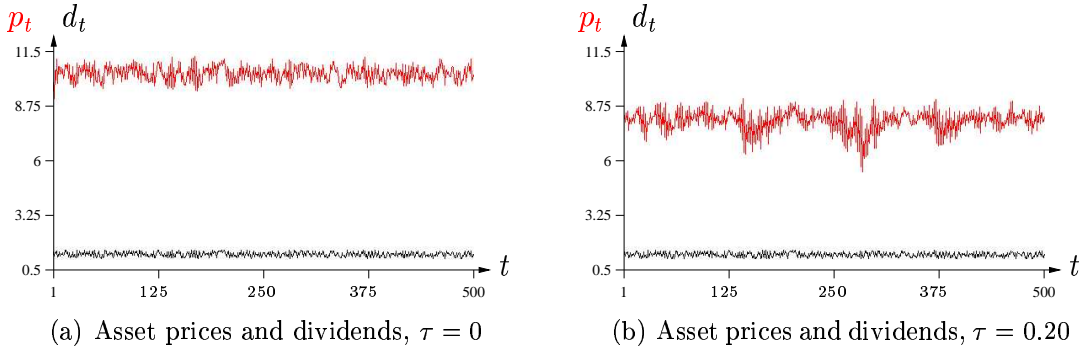 p_t d_t
11.5
8.75
6
3.25
0.5
1 125 250 375 500 t
(a) Asset prices and dividends, τ = 0
p_t d_t
11.5
8.75
6
3.25
0.5
1 125 250 375 500 t
(b) Asset prices and dividends, τ = 0.20